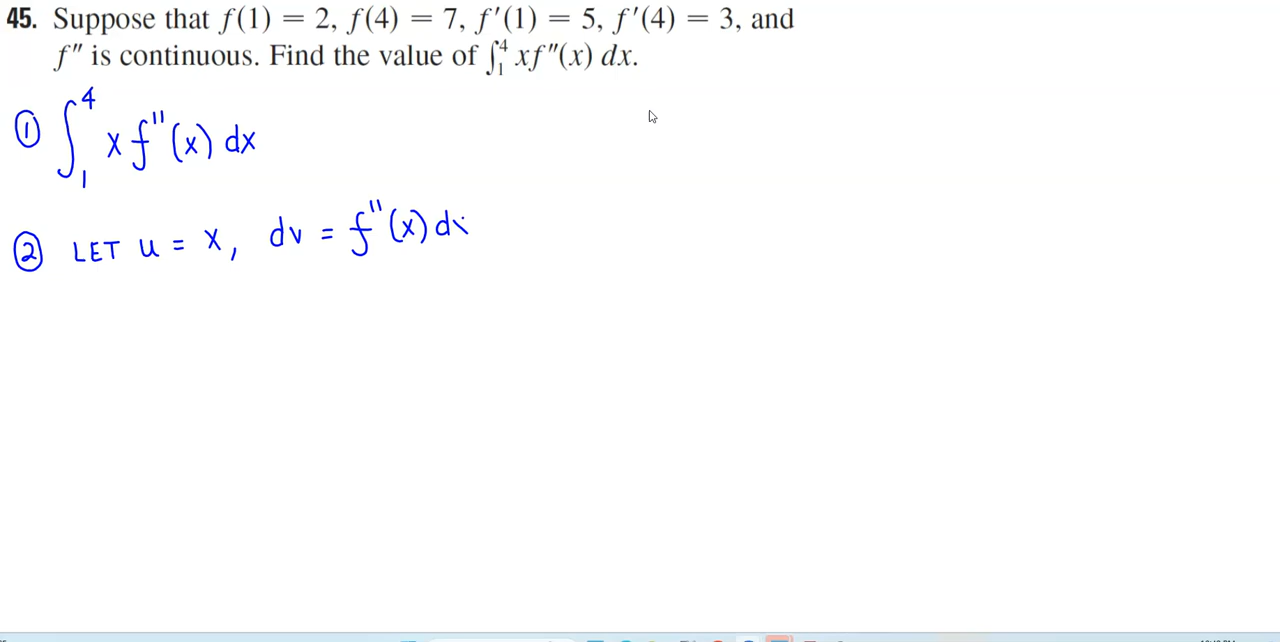 45. Suppose that f(1) = 2, f(4) = 7, f′(1) = 5, f′(4) = 3, and
f″ is continuous. Find the value of ∫₁⁴ xf″(x) dx.
① ∫₁⁴ x f″(x) dx
② LET u = x, dv = f″(x) dx